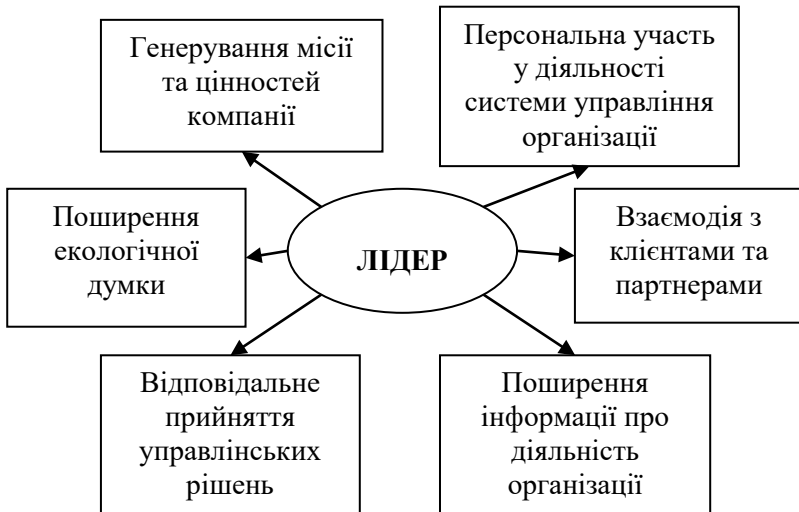 Генерування місії
та цінностей
компанії
Персональна участь
у діяльності
системи управління
організації
Поширення
екологічної
думки
ЛІДЕР
Взаємодія з
клієнтами та
партнерами
Відповідальне
прийняття
управлінських
рішень
Поширення
інформації про
діяльність
організації